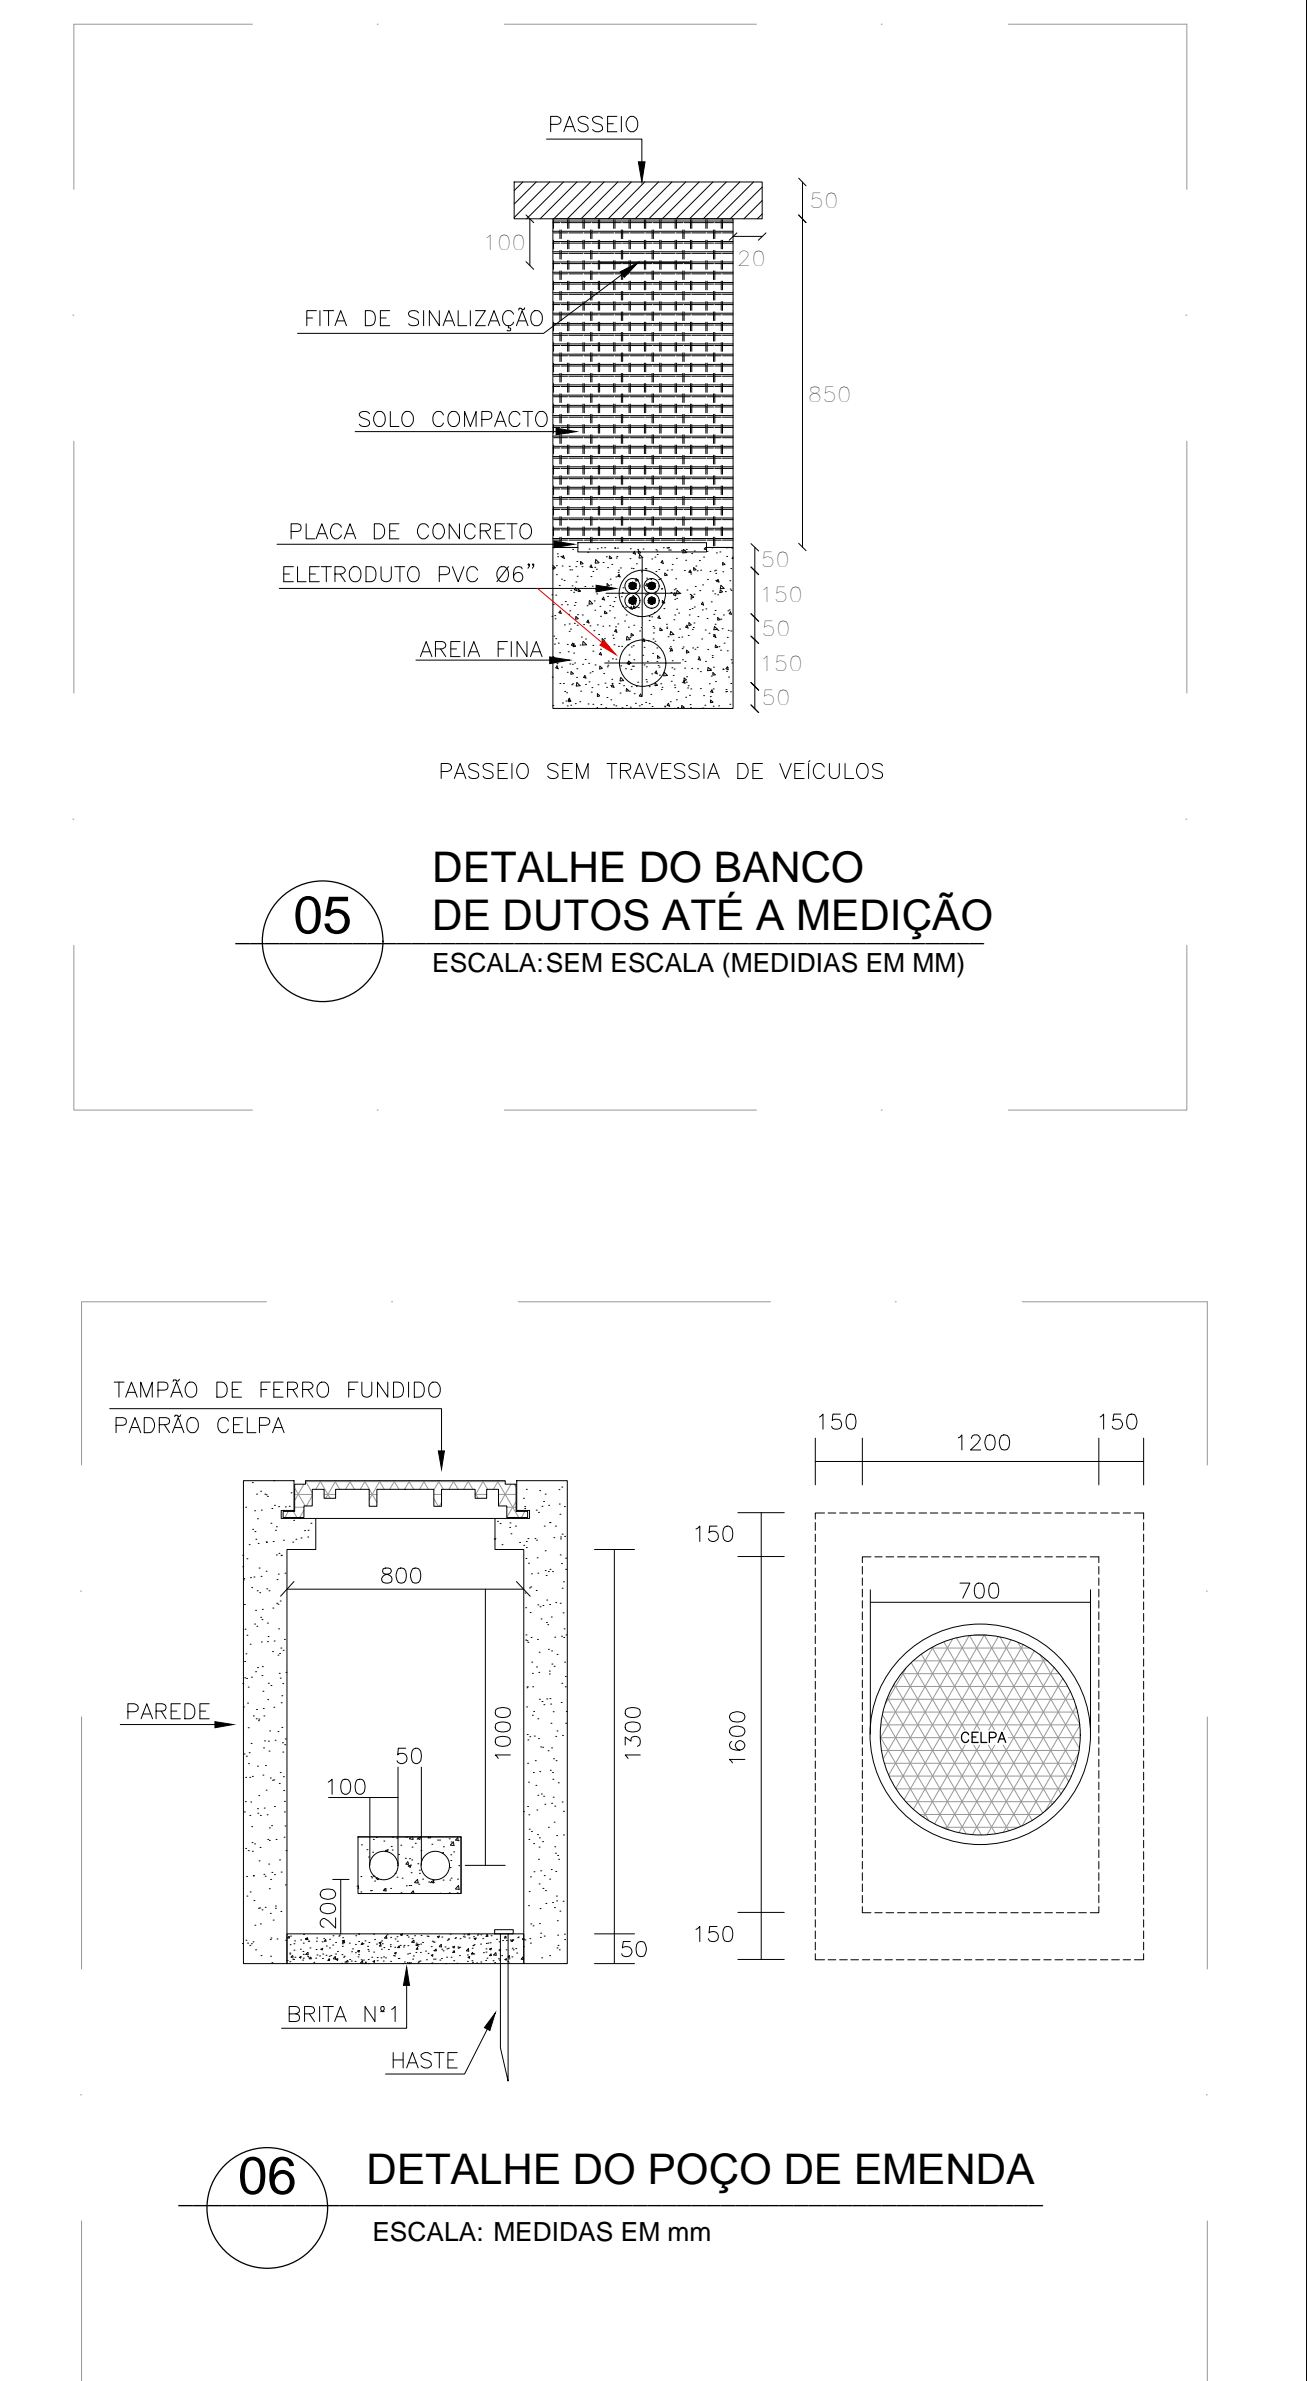 PASSEIO
50
100
20
FITA DE SINALIZAÇÃO
850
SOLO COMPACTO
PLACA DE CONCRETO
50
ELETRODUTO PVC Ø6”
150
50
AREIA FINA
150
50
PASSEIO SEM TRAVESSIA DE VEÍCULOS
05
DETALHE DO BANCO
DE DUTOS ATÉ A MEDIÇÃO
ESCALA: SEM ESCALA (MEDIDIAS EM MM)
TAMPÃO DE FERRO FUNDIDO
PADRÃO CELPA
800
PAREDE
1000
1300
50
100
200
50
BRITA Nº1
HASTE
150
150
1200
150
700
1600
CELPA
150
06
DETALHE DO POÇO DE EMENDA
ESCALA: MEDIDAS EM mm